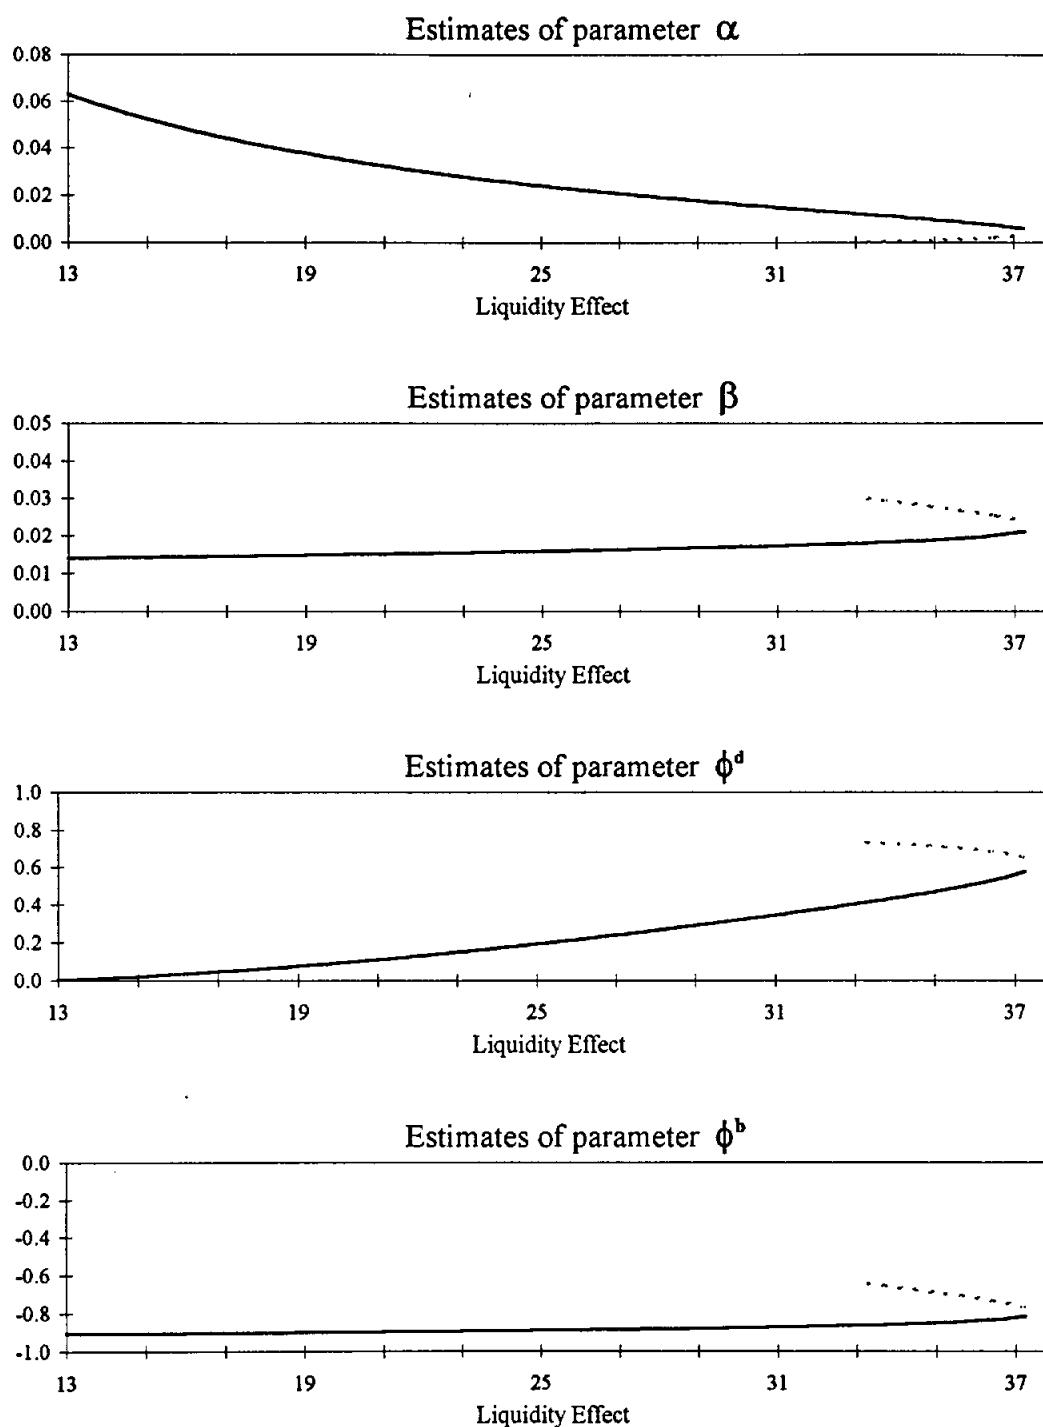 Estimates of parameter α
0.08
0.06
0.04
0.02
0.00
13 19 25 31 37
Liquidity Effect
Estimates of parameter β
0.05
0.04
0.03
0.02
0.01
0.00
13 19 25 31 37
Liquidity Effect
Estimates of parameter ϕᵈ
1.0
0.8
0.6
0.4
0.2
0.0
13 19 25 31 37
Liquidity Effect
Estimates of parameter ϕᵇ
0.0
-0.2
-0.4
-0.6
-0.8
-1.0
13 19 25 31 37
Liquidity Effect